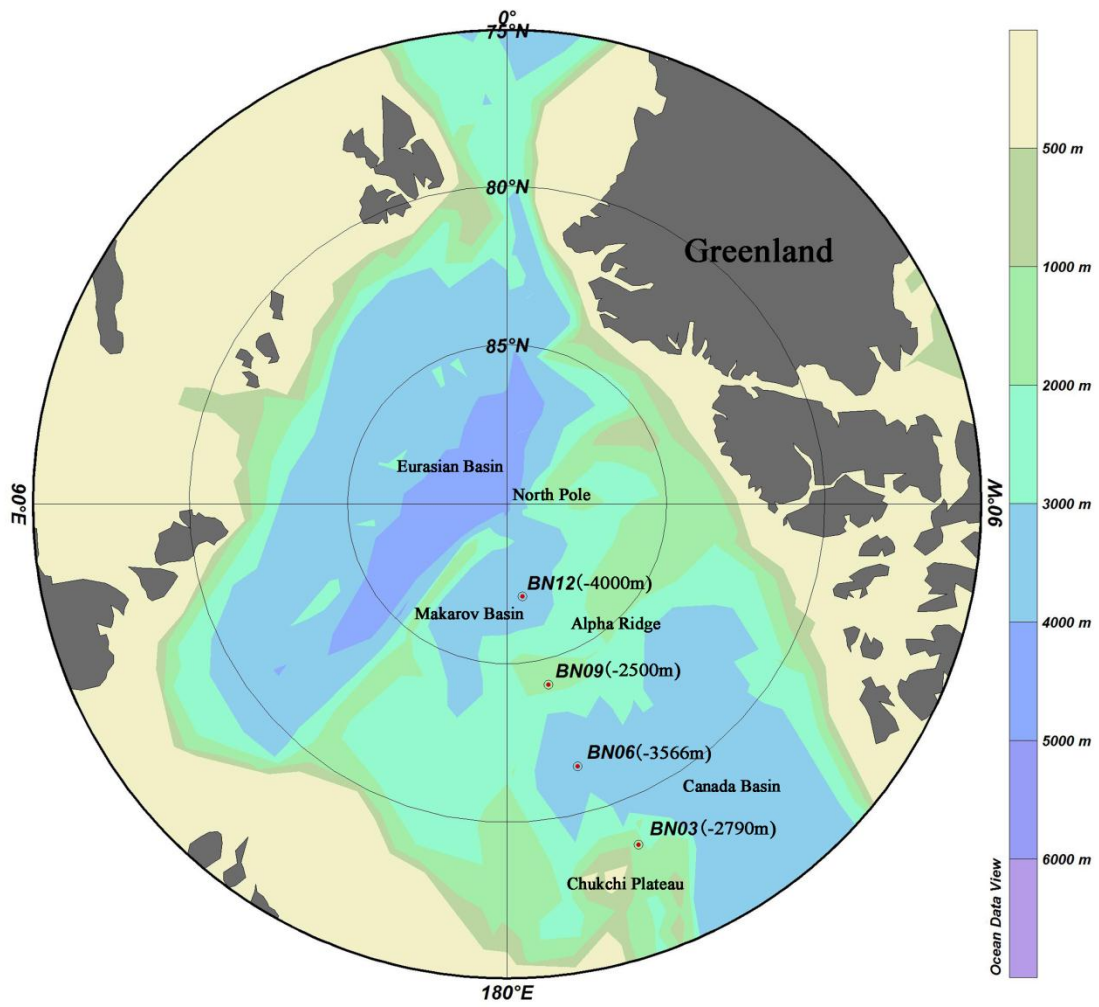 0°
75°N
80°N
Greenland
85°N
Eurasian Basin
North Pole
90°E
90°W
BN12(-4000m)
Makarov Basin
Alpha Ridge
BN09(-2500m)
BN06(-3566m)
Canada Basin
BN03(-2790m)
Chukchi Plateau
180°E
500 m
1000 m
2000 m
3000 m
4000 m
5000 m
6000 m
Ocean Data View